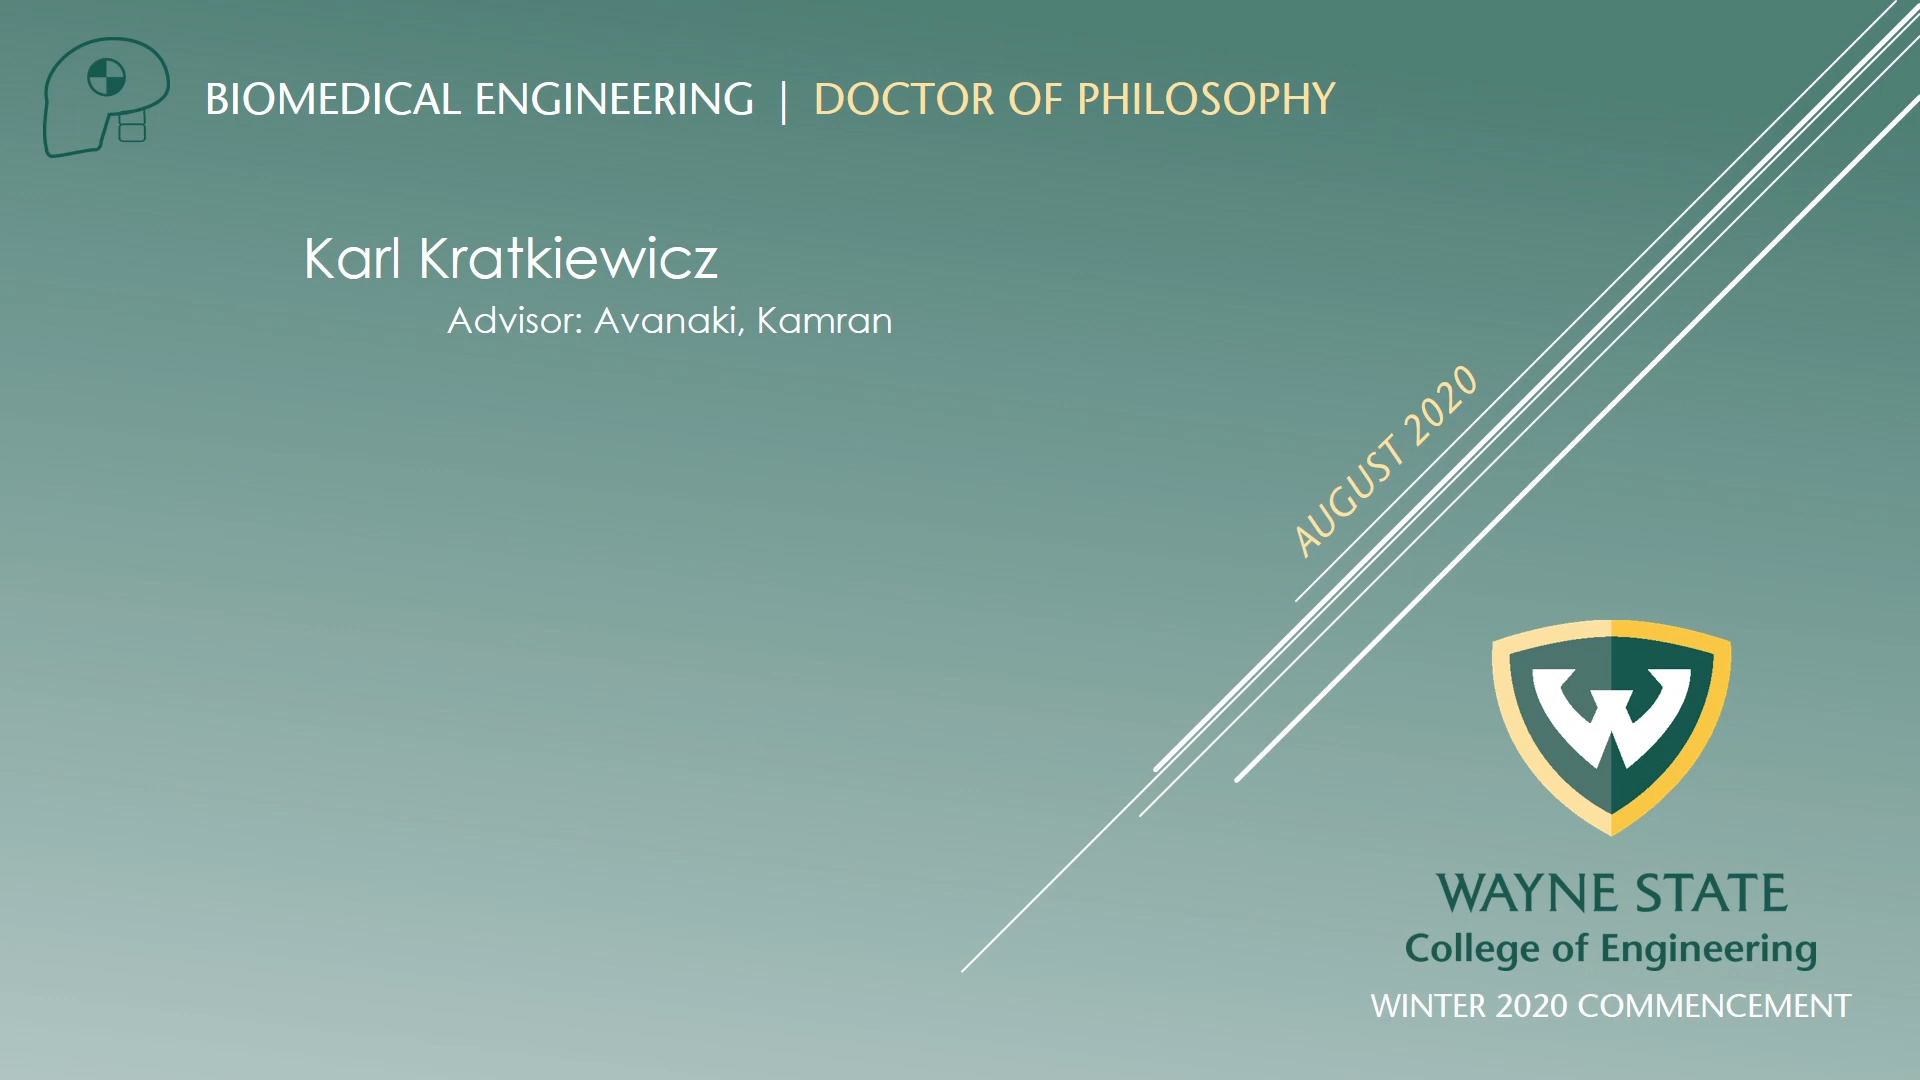 BIOMEDICAL ENGINEERING | DOCTOR OF PHILOSOPHY
Karl Kratkiewicz
Advisor: Avanaki, Kamran
AUGUST 2020
W
WAYNE STATE
College of Engineering
WINTER 2020 COMMENCEMENT